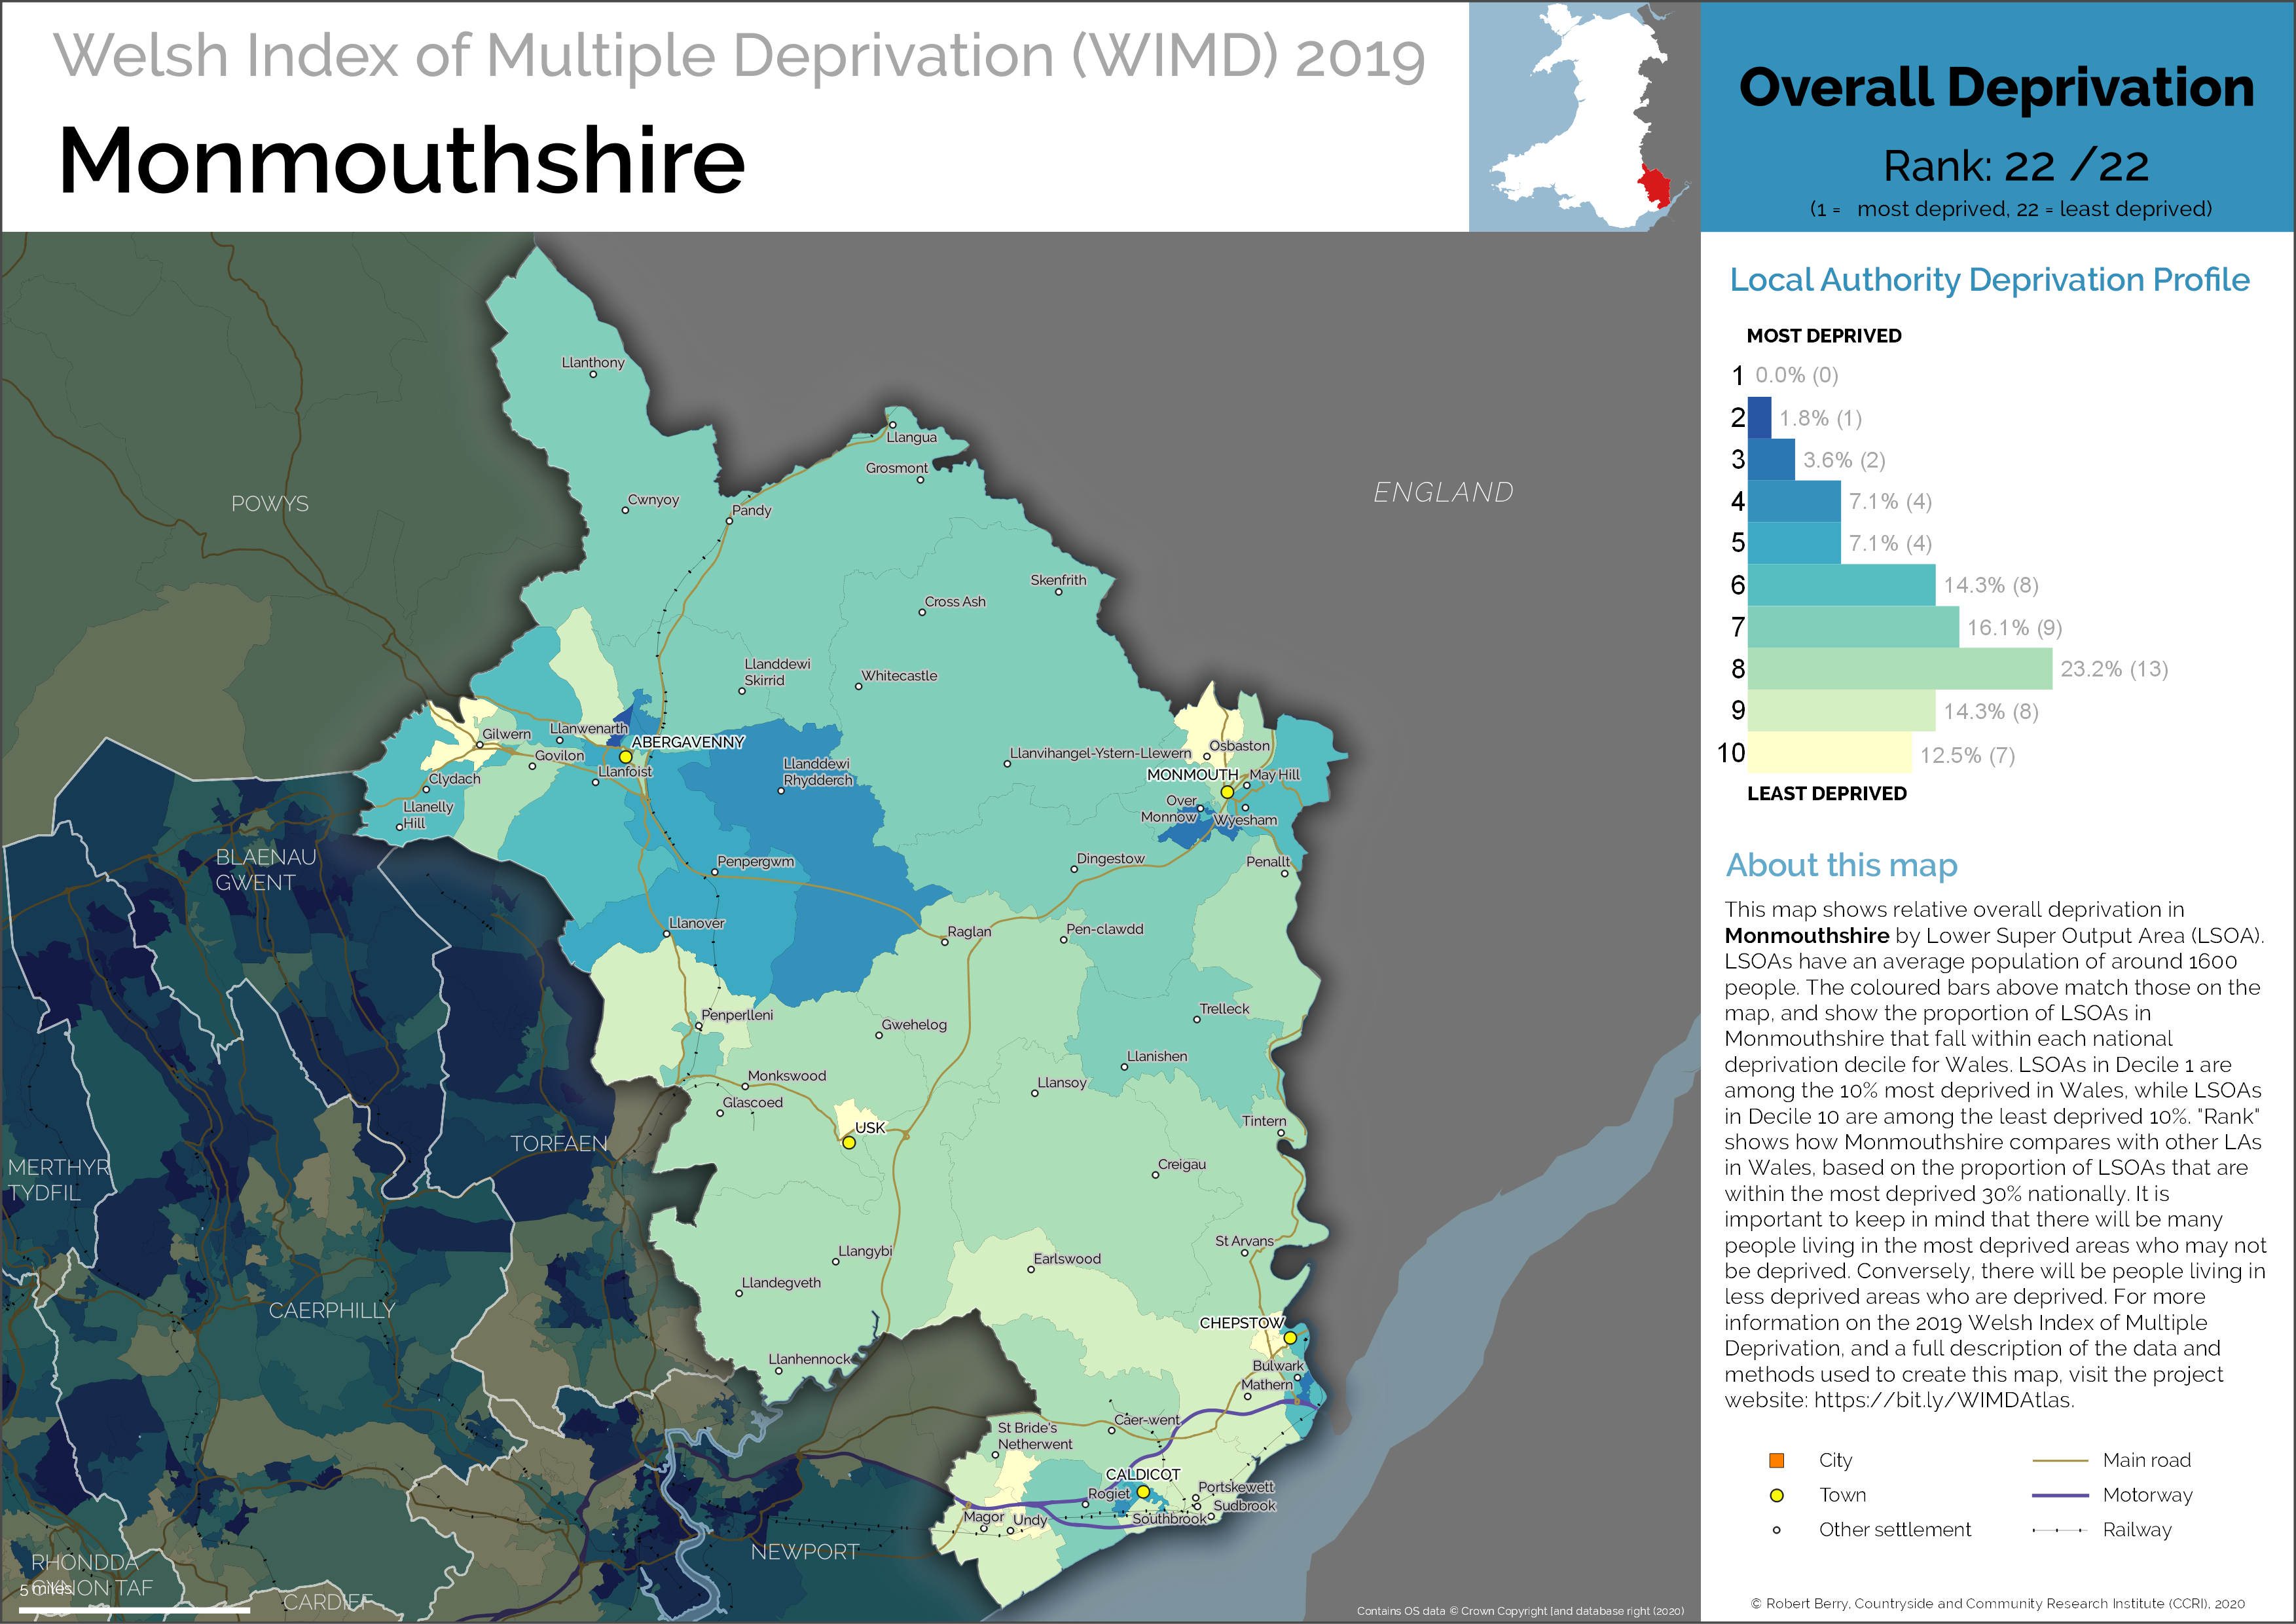 Welsh Index of Multiple Deprivation (WIMD) 2019
Monmouthshire
Overall Deprivation
Rank: 22 /22
(1 = most deprived, 22 = least deprived)
Local Authority Deprivation Profile
MOST DEPRIVED
1 0.0% (0)
2 1.8% (1)
3 3.6% (2)
4 7.1% (4)
5 7.1% (4)
6 14.3% (8)
7 16.1% (9)
8 23.2% (13)
9 14.3% (8)
10 12.5% (7)
LEAST DEPRIVED
About this map
This map shows relative overall deprivation in
Monmouthshire by Lower Super Output Area (LSOA).
LSOAs have an average population of around 1600
people. The coloured bars above match those on the
map, and show the proportion of LSOAs in
Monmouthshire that fall within each national
deprivation decile for Wales. LSOAs in Decile 1 are
among the 10% most deprived in Wales, while LSOAs
in Decile 10 are among the least deprived 10%. "Rank"
shows how Monmouthshire compares with other LAs
in Wales, based on the proportion of LSOAs that are
within the most deprived 30% nationally. It is
important to keep in mind that there will be many
people living in the most deprived areas who may not
be deprived. Conversely, there will be people living in
less deprived areas who are deprived. For more
information on the 2019 Welsh Index of Multiple
Deprivation, and a full description of the data and
methods used to create this map, visit the project
website: https://bit.ly/WIMDAtlas.
City
Main road
Town
Motorway
Other settlement
Railway
© Robert Berry, Countryside and Community Research Institute (CCRI), 2020
Llanthony
Llangua
Grosmont
Cwnyoy
Pandy
POWYS
ENGLAND
Skenfrith
Cross Ash
Llanddewi
Skirrid
Whitecastle
Llanwenarth
Gilwern
ABERGAVENNY
Govilon
Llanfoist
Llanddewi
Rhydderch
Llanvihangel-Ystern-Llewern
Osbaston
MONMOUTH
May Hill
Clydach
Llanelly
Hill
Over
Monnow
Wyesham
BLAENAU
GWENT
Penpergwm
Dingestow
Penallt
Llanover
Raglan
Pen-clawdd
Penperlleni
Gwehelog
Trelleck
Llanishen
Monkswood
Llansoy
Glascoed
USK
Tintern
TORFAEN
MERTHYR
TYDFIL
Creigau
St Arvans
Llangybi
Earlswood
Llandegveth
CAERPHILLY
CHEPSTOW
Llanhennock
Bulwark
Mathern
Caer-went
St Bride's
Netherwent
CALDICOT
Rogiet
Portskewett
Sudbrook
Southbrook
Magor
Undy
NEWPORT
RHONDDA
CYNON TAF
5 miles
CARDIFF
Contains OS data © Crown Copyright [and database right (2020)